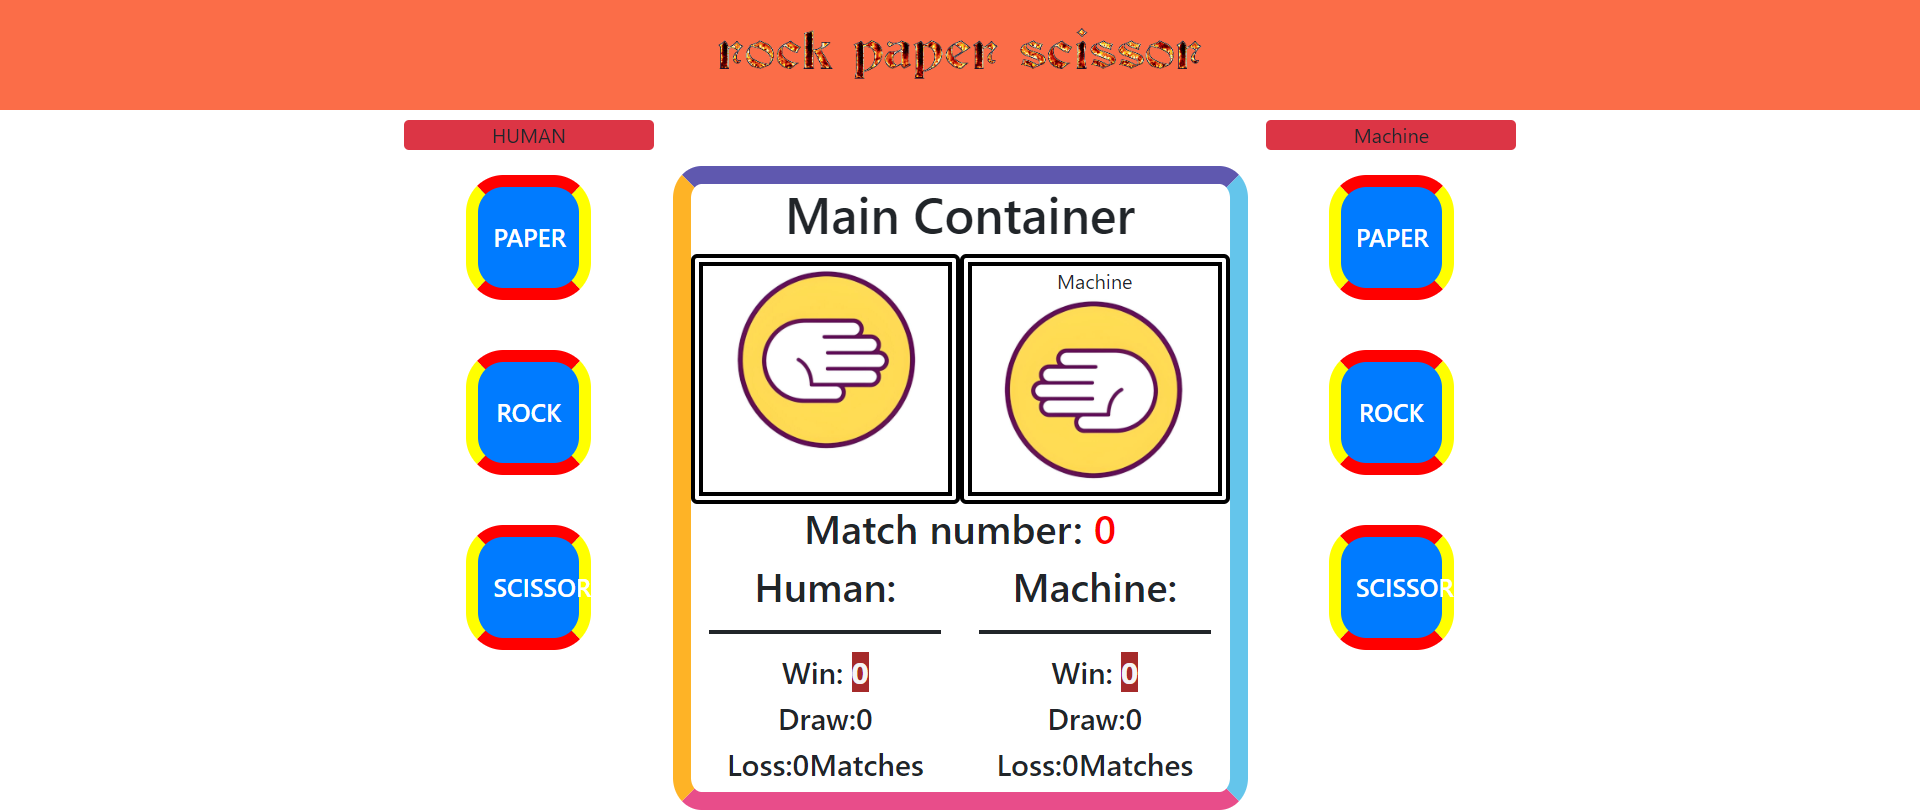 rock paper scissor
HUMAN
PAPER
ROCK
SCISSOR
Main Container
Machine
Match number: 0
Human:
Win: 0
Draw:0
Loss:0Matches
Machine:
Win: 0
Draw:0
Loss:0Matches
Machine
PAPER
ROCK
SCISSOR